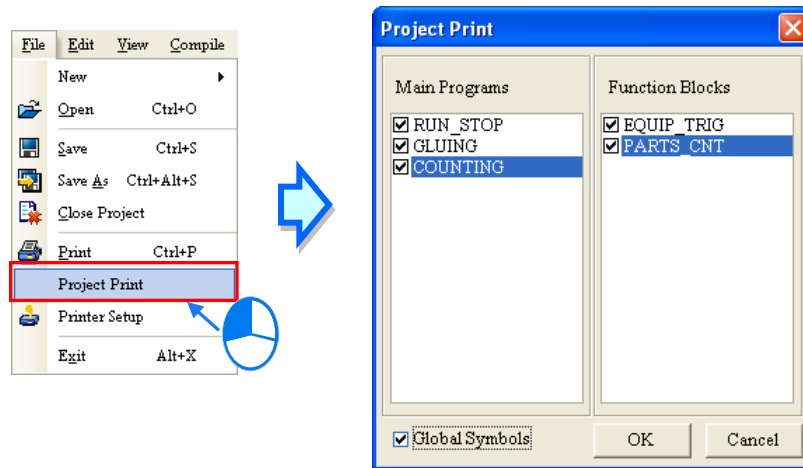 File Edit View Compile
New
Open Ctrl+O
Save Ctrl+S
Save As Ctrl+Alt+S
Close Project
Print Ctrl+P
Project Print
Printer Setup
Exit Alt+X
Project Print
Main Programs
RUN_STOP
GLUING
COUNTING
Function Blocks
EQUIP_TRIG
PARTS_CNT
Global Symbols
OK
Cancel